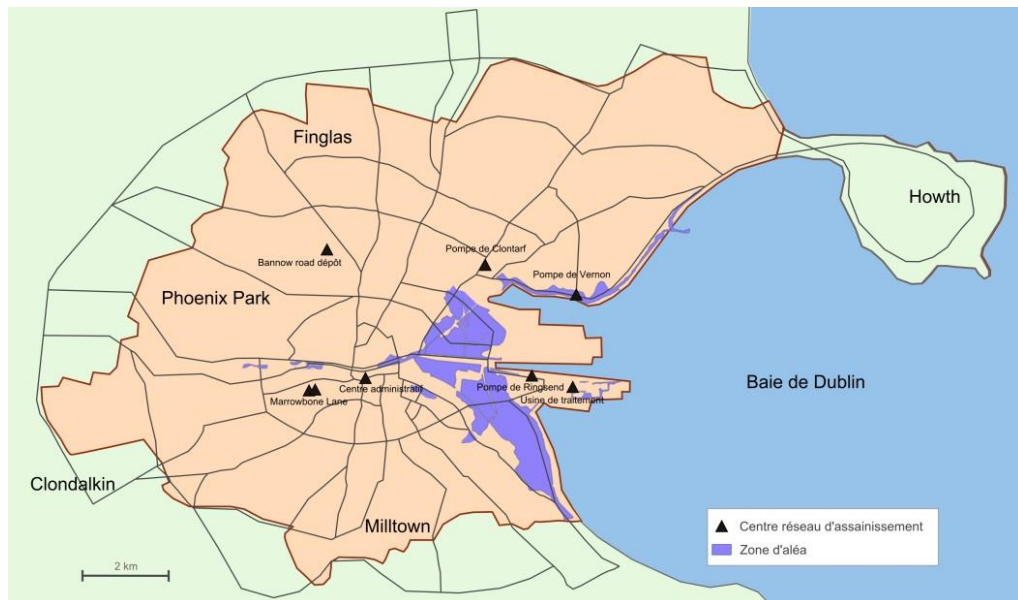 Finglas
Howth
Pompe de Clontarf
Bannow road dépôt
Pompe de Vernon
Phoenix Park
Baie de Dublin
Centre administratif
Pompe de Ringsend
Marrowbone Lane
Usine de traitement
Clondalkin
Milltown
Centre réseau d'assainissement
Zone d'aléa
2 km